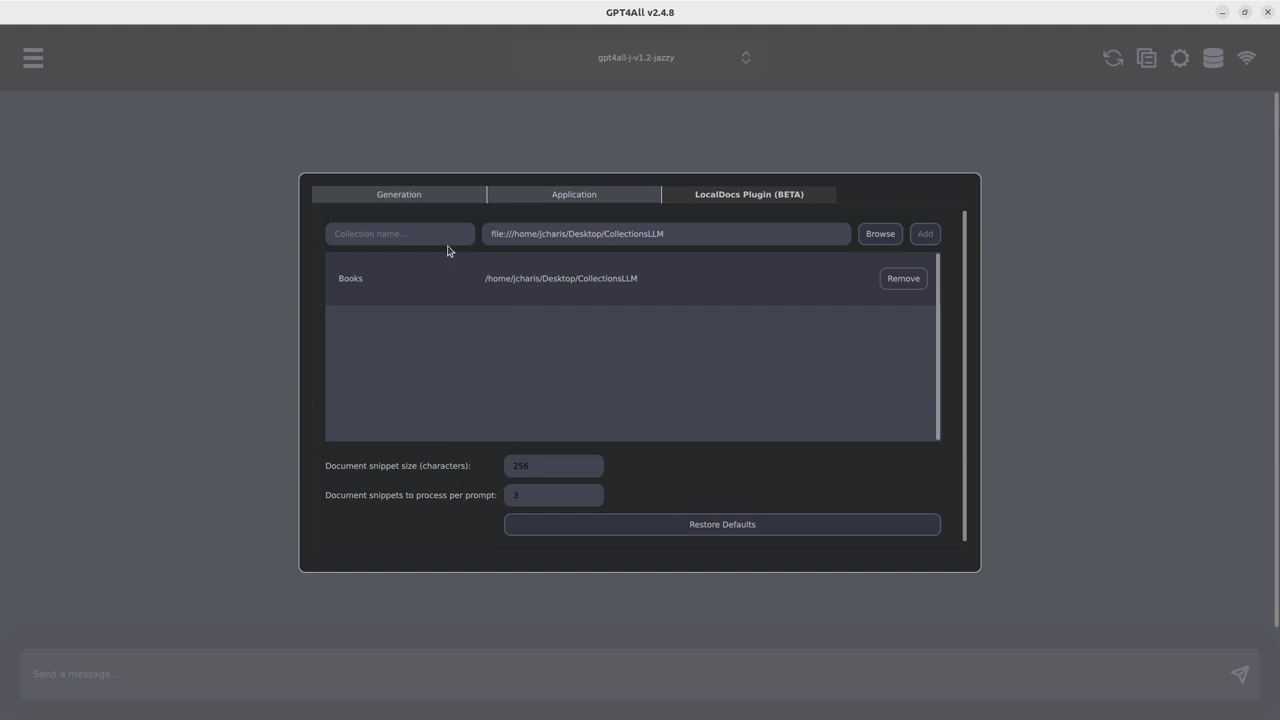 GPT4All v2.4.8
gpt4all-j-v1.2-jazzy
Generation
Application
LocalDocs Plugin (BETA)
Collection name...
file:///home/jcharis/Desktop/CollectionsLLM
Browse
Add
Books
/home/jcharis/Desktop/CollectionsLLM
Remove
Document snippet size (characters):
256
Document snippets to process per prompt:
3
Restore Defaults
Send a message...